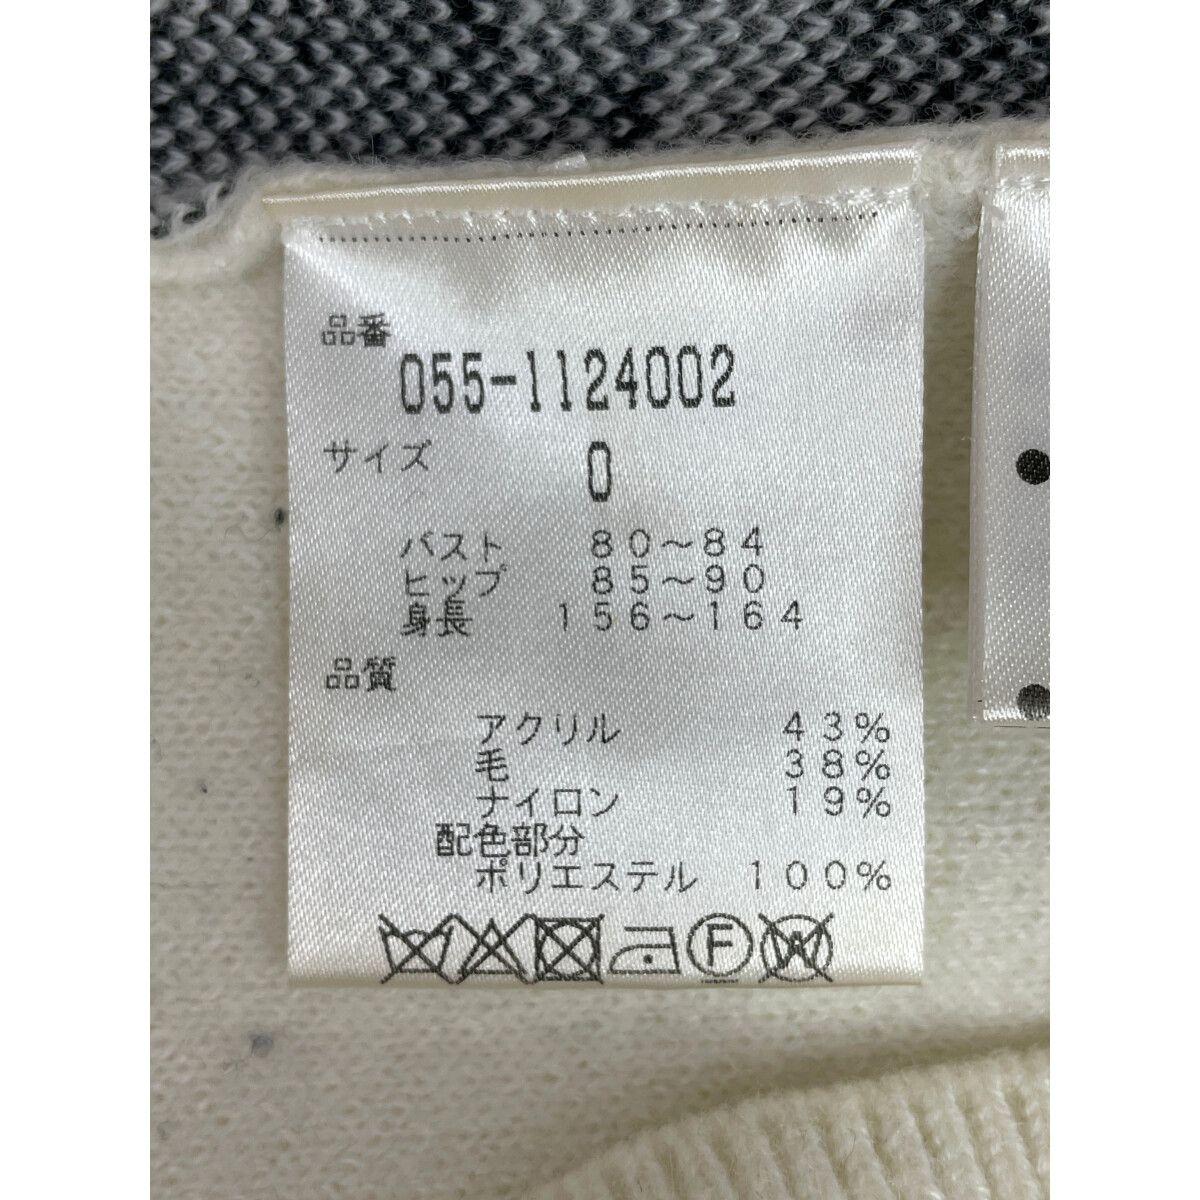 品番
055-1124002
サイズ 0
バスト 80～84
ヒップ 85～90
身長 156～164
品質
アクリル 43%
毛 38%
ナイロン 19%
配色部分
ポリエステル 100%
F W